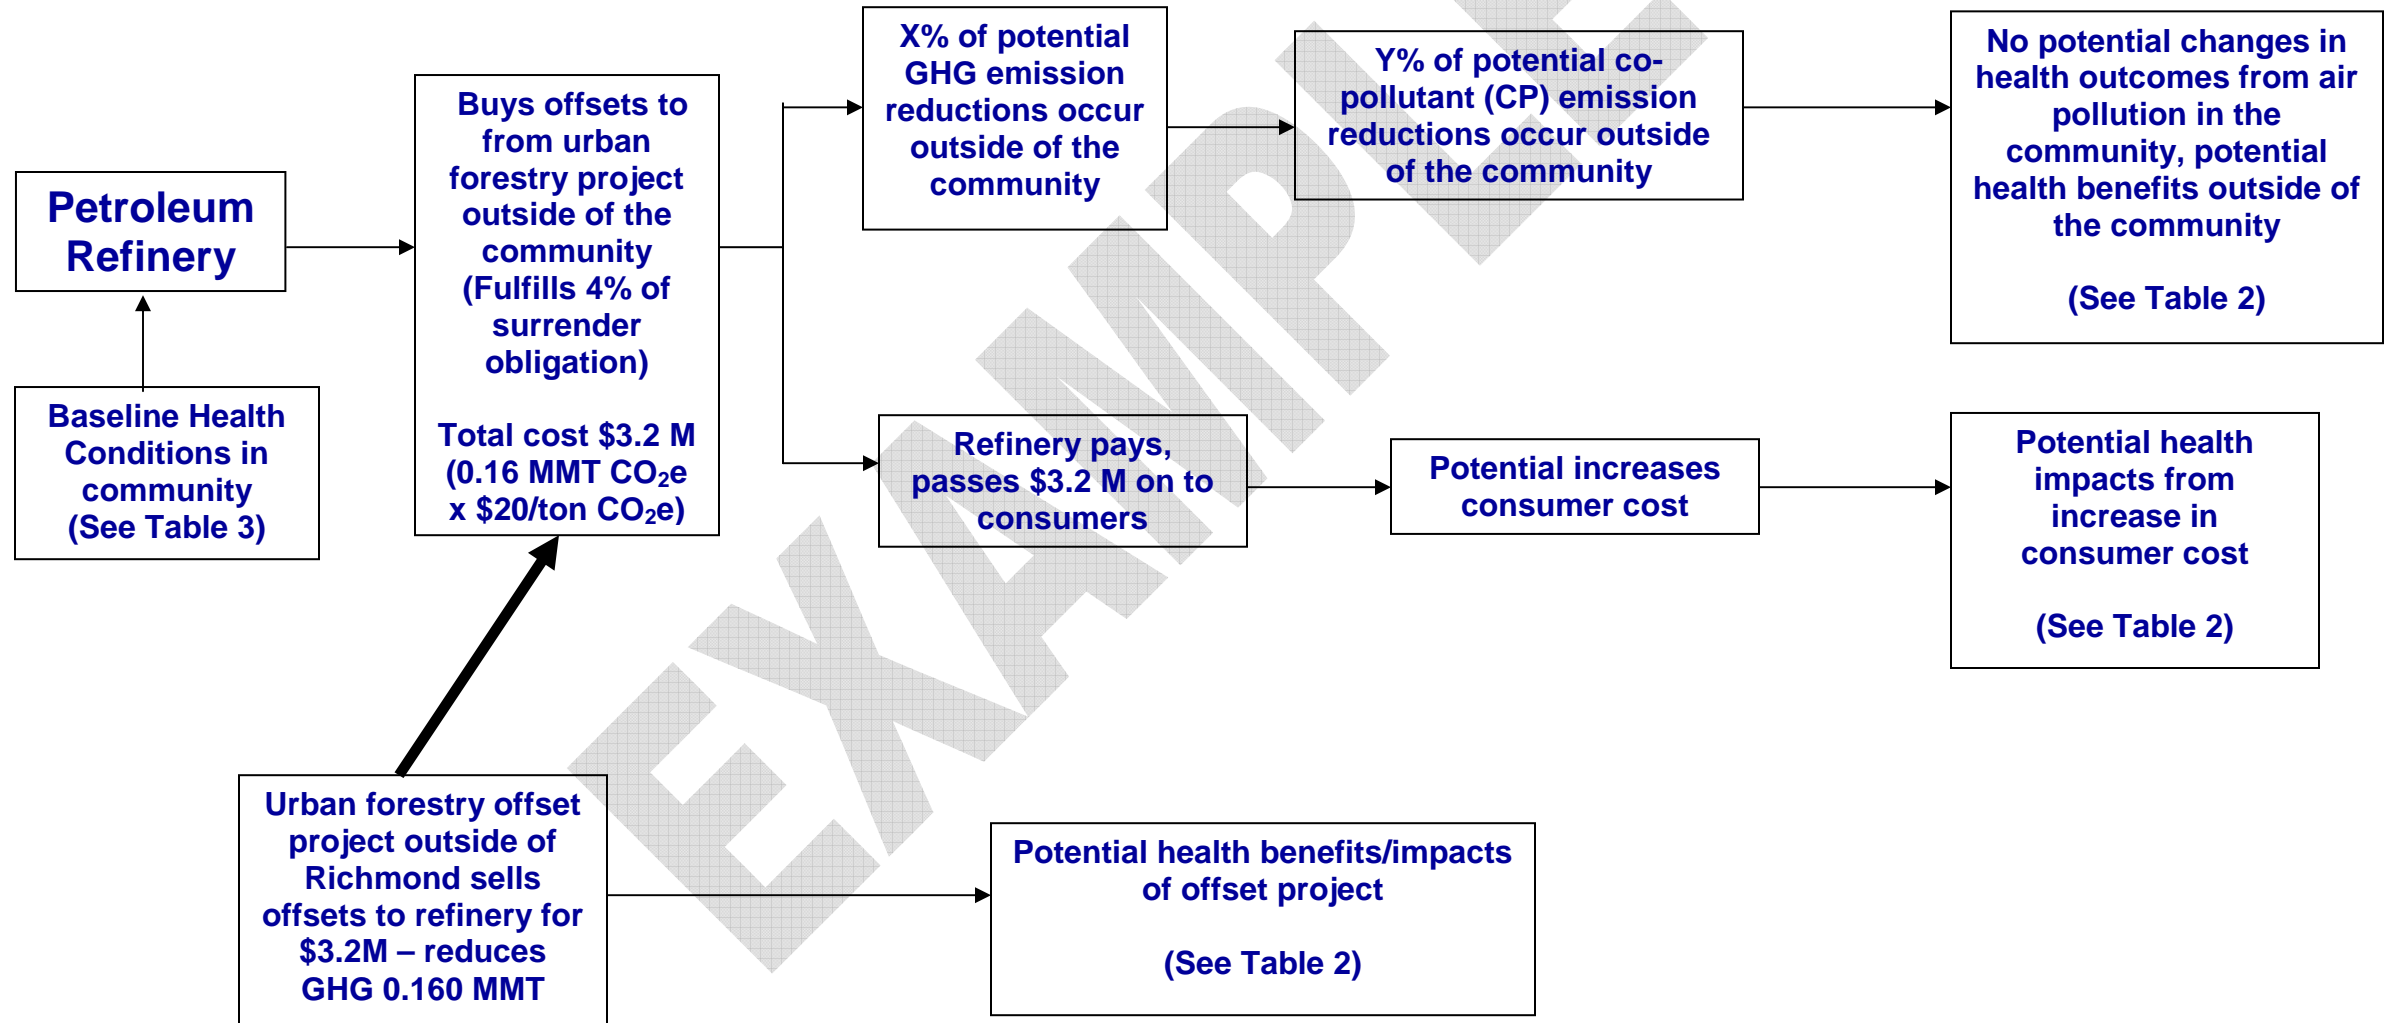 Petroleum
Refinery
Baseline Health
Conditions in
community
(See Table 3)
Buys offsets to
from urban
forestry project
outside of the
community
(Fulfills 4% of
surrender
obligation)
Total cost $3.2 M
(0.16 MMT CO₂e
x $20/ton CO₂e)
X% of potential
GHG emission
reductions occur
outside of the
community
Y% of potential co-
pollutant (CP) emission
reductions occur outside
of the community
No potential changes in
health outcomes from air
pollution in the
community, potential
health benefits outside of
the community
(See Table 2)
Refinery pays,
passes $3.2 M on to
consumers
Potential increases
consumer cost
Potential health
impacts from
increase in
consumer cost
(See Table 2)
Urban forestry offset
project outside of
Richmond sells
offsets to refinery for
$3.2M – reduces
GHG 0.160 MMT
Potential health benefits/impacts
of offset project
(See Table 2)
EXAMPLE